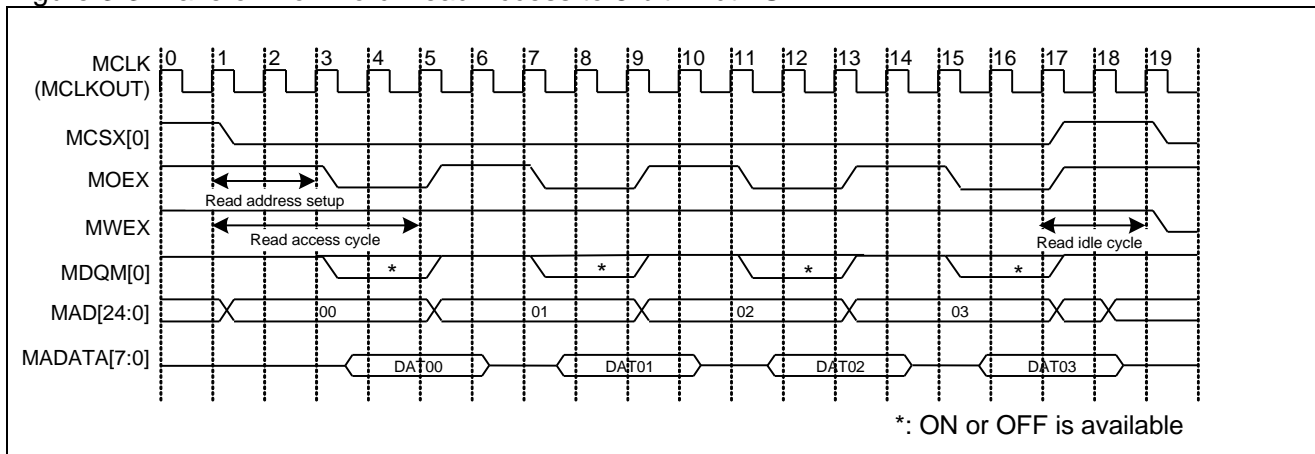 MCLK
(MCLKOUT)
0 1 2 3 4 5 6 7 8 9 10 11 12 13 14 15 16 17 18 19
MCSX[0]
MOEX
Read address setup
MWEX
Read access cycle
Read idle cycle
MDQM[0]
* * * *
MAD[24:0]
00 01 02 03
MADATA[7:0]
DAT00 DAT01 DAT02 DAT03
*: ON or OFF is available